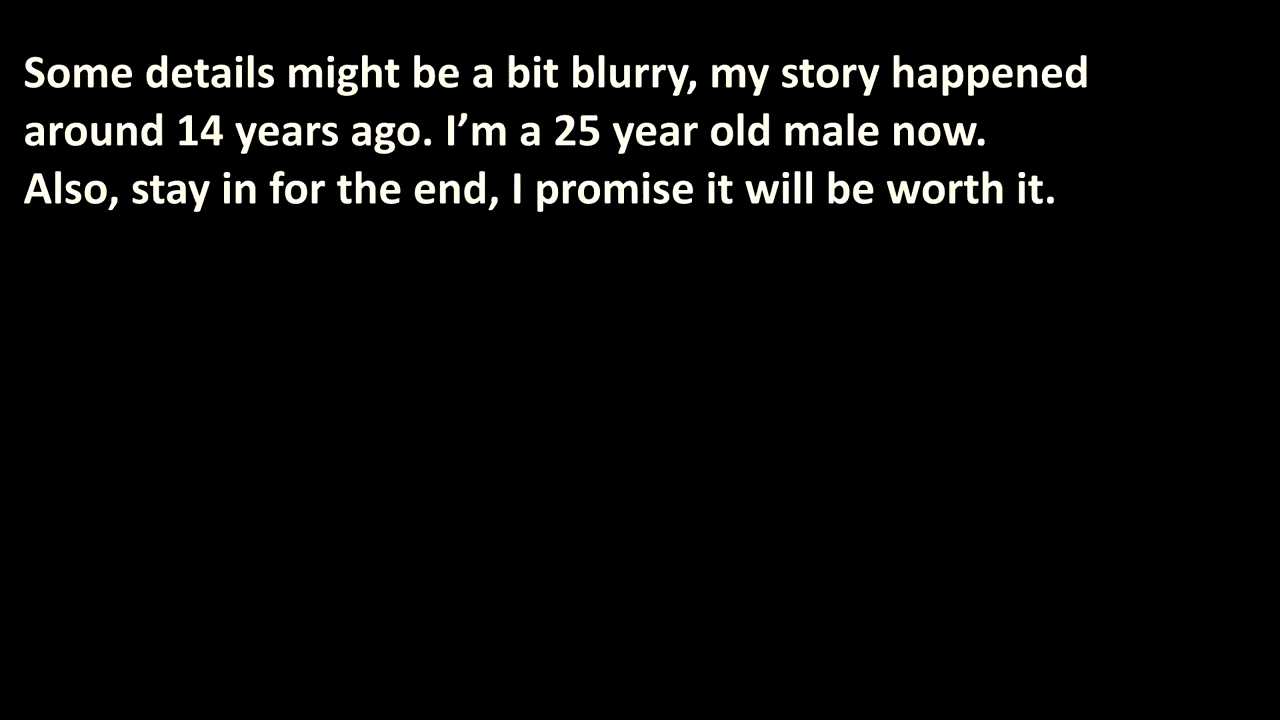 Some details might be a bit blurry, my story happened
around 14 years ago. I’m a 25 year old male now.
Also, stay in for the end, I promise it will be worth it.